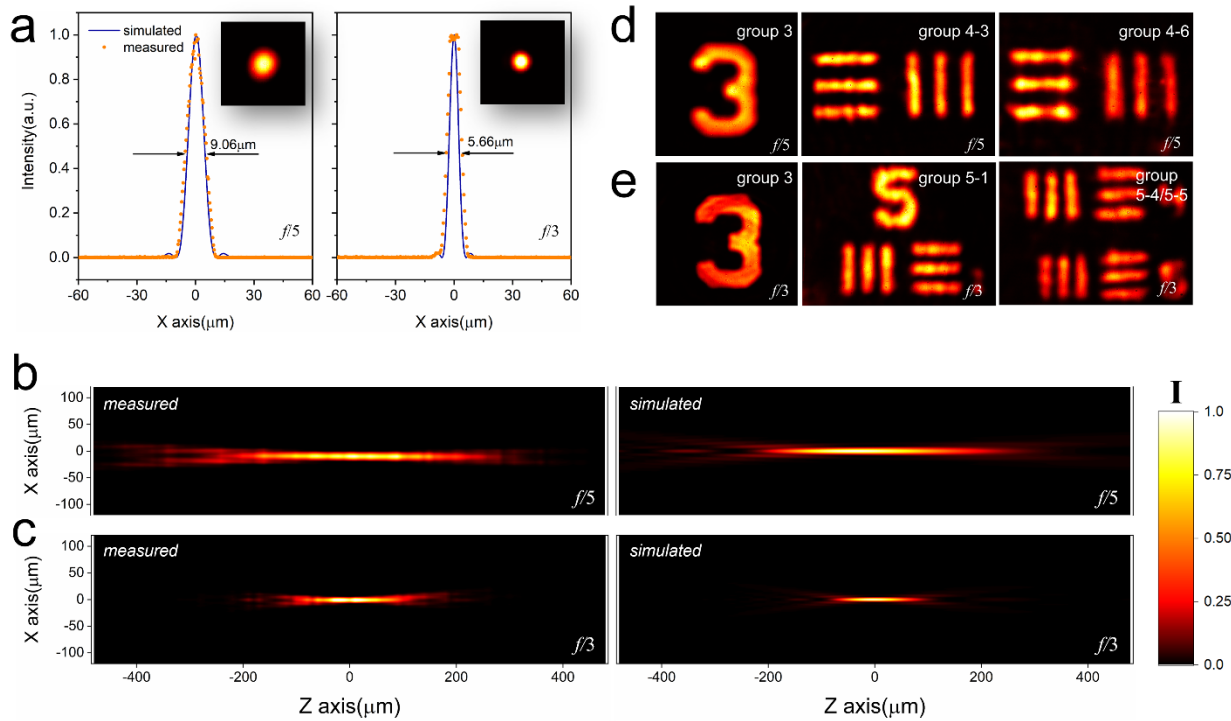 a
simulated
measured
Intensity(a.u.)
1.0
0.8
0.6
0.4
0.2
0.0
9.06μm
f/5
-60 -30 0 30 60
X axis(μm)
5.66μm
f/3
-60 -30 0 30 60
X axis(μm)
d
group 3
f/5
group 4-3
f/5
group 4-6
f/5
e
group 3
3
f/3
group 5-1
5
f/3
group
5-4/5-5
f/3
b
X axis(μm)
100
50
0
-50
-100
measured
f/5
simulated
f/5
c
X axis(μm)
100
50
0
-50
-100
measured
f/3
simulated
f/3
-400 -200 0 200 400
Z axis(μm)
-400 -200 0 200 400
Z axis(μm)
I
1.0
0.75
0.50
0.25
0.0